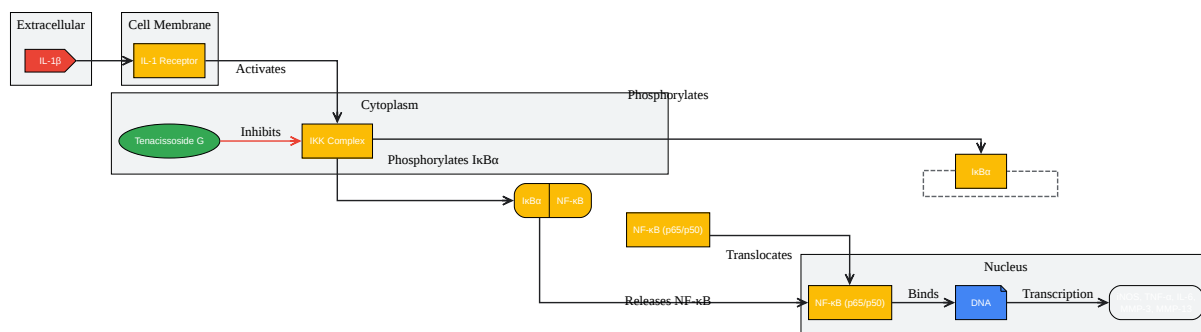 Extracellular
Cell Membrane
IL-1β
IL-1 Receptor
Activates
Phosphorylates
Cytoplasm
Tenacissoside G
Inhibits
IKK Complex
Phosphorylates IκBα
IκBα
IκBα
NF-κB
NF-κB (p65/p50)
Translocates
Nucleus
Releases NF-κB
NF-κB (p65/p50)
Binds
DNA
Transcription